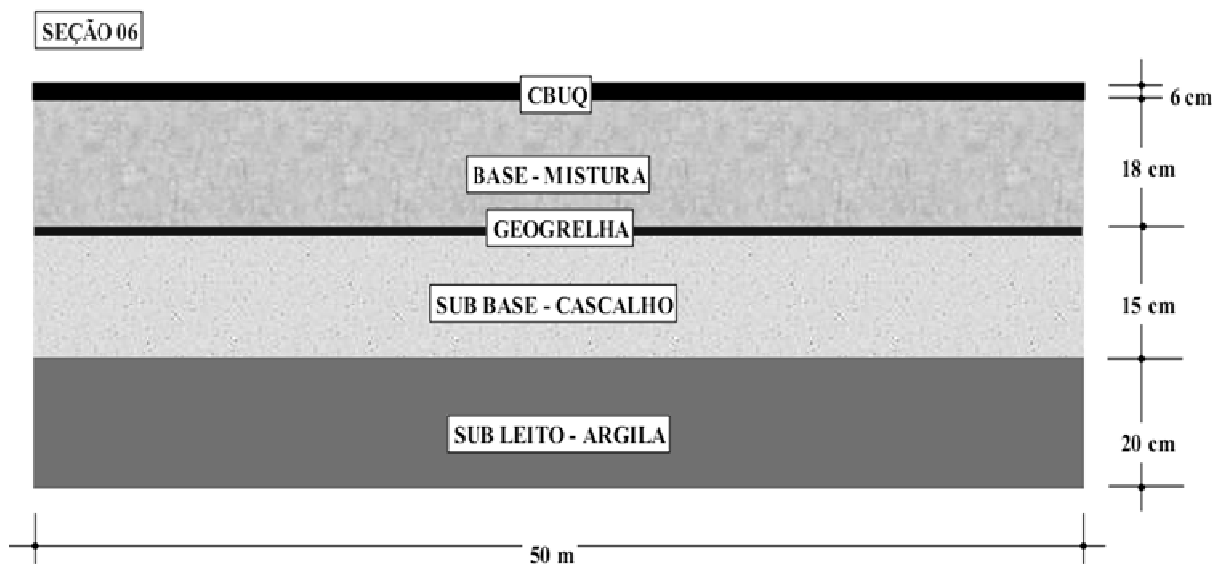 SEÇÃO 06
CBUQ
6 cm
BASE - MISTURA
18 cm
GEOGRELHA
SUB BASE - CASCALHO
15 cm
SUB LEITO - ARGILA
20 cm
50 m